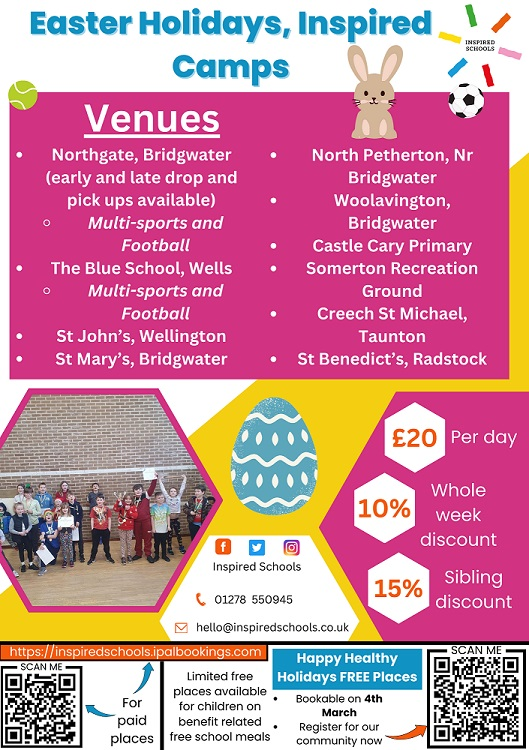 Easter Holidays, Inspired
Camps
INSPIRED
SCHOOLS
Venues
• Northgate, Bridgwater
(early and late drop and
pick ups available)
○ Multi-sports and
Football
• The Blue School, Wells
○ Multi-sports and
Football
• St John's, Wellington
• St Mary's, Bridgwater
• North Petherton, Nr
Bridgwater
• Woolavington,
Bridgwater
• Castle Cary Primary
• Somerton Recreation
Ground
• Creech St Michael,
Taunton
• St Benedict's, Radstock
£20 Per day
10% Whole
week
discount
15% Sibling
discount
Inspired Schools
01278 550945
hello@inspiredschools.co.uk
https://inspiredschools.ipalbookings.com
SCAN ME
For
paid
places
Limited free
places available
for children on
benefit related
free school meals
Happy Healthy
Holidays FREE Places
• Bookable on 4th
March
• Register for our
community now
SCAN ME